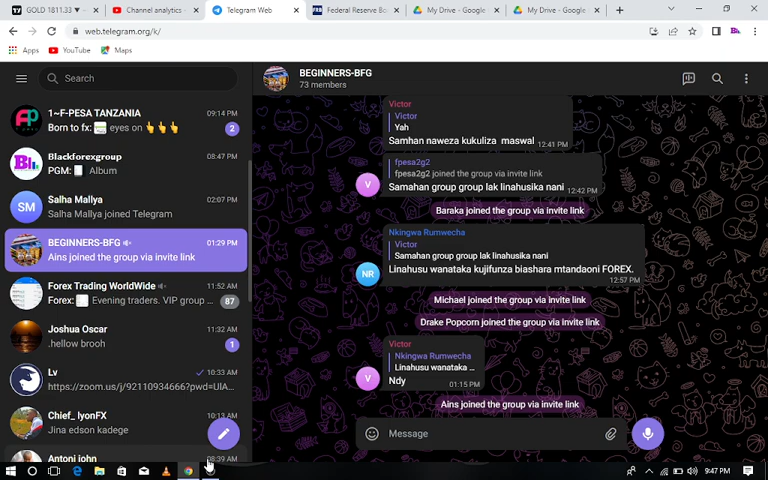 GOLD 1811.33
Channel analytics -
Telegram Web
Federal Reserve Bo
My Drive - Google
My Drive - Google
web.telegram.org/k/
Apps
YouTube
Maps
Search
1~F-PESA TANZANIA 09:14 PM
Born to fx: eyes on 👆👆👆 2
Blackforexgroup 08:47 PM
PGM: Album
SM
Salha Mallya 02:07 PM
Salha Mallya joined Telegram
BEGINNERS-BFG 01:29 PM
Ains joined the group via invite link
Forex Trading WorldWide 11:52 AM
Forex: Evening traders. VIP group ... 87
Joshua Oscar 11:32 AM
.hellow brooh 1
Lv 10:33 AM
https://zoom.us/j/92110934666?pwd=UlA...
Chief_lyonFX 10:13 AM
Jina edson kadege
Antoni john 08:39 AM
BEGINNERS-BFG
73 members
Victor
Victor
Yah
Samhan naweza kukuliza maswal 12:41 PM
fpesa2g2
fpesa2g2 joined the group via invite link
Samahan group group lak linahusika nani 12:42 PM
V
Baraka joined the group via invite link
Nkingwa Rumwecha
Victor
Samahan group group lak linahusika nani
Linahusu wanataka kujifunza biashara mtandaoni FOREX.
12:57 PM
NR
Michael joined the group via invite link
Drake Popcorn joined the group via invite link
Victor
Nkingwa Rumwecha
Linahusu wanataka ...
Ndy 01:15 PM
V
Ains joined the group via invite link
Message
9:47 PM